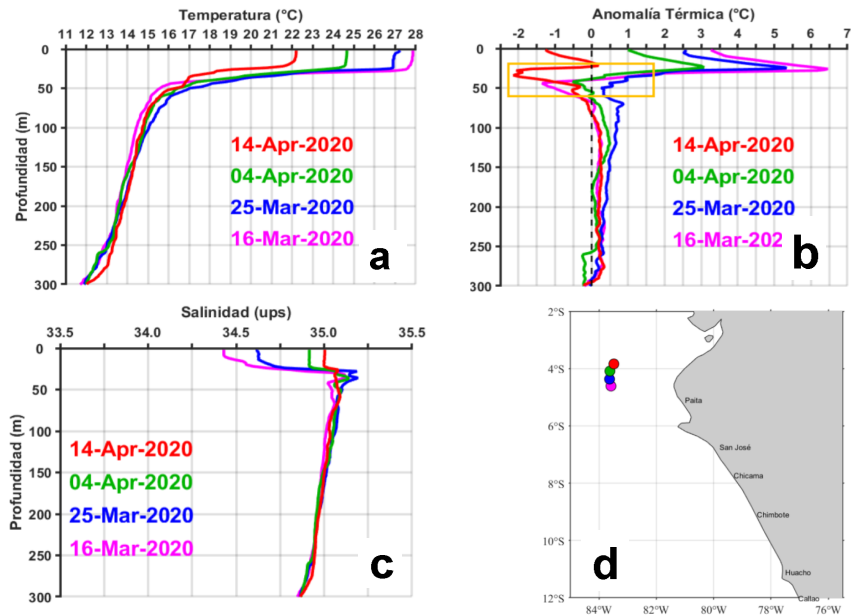 Temperatura (°C)
11 12 13 14 15 16 17 18 19 20 21 22 23 24 25 26 27 28
0
50
100
150
200
250
300
Profundidad (m)
14-Apr-2020
04-Apr-2020
25-Mar-2020
16-Mar-2020
a
Anomalía Térmica (°C)
-2 -1 0 1 2 3 4 5 6 7
0
50
100
150
200
250
300
14-Apr-2020
04-Apr-2020
25-Mar-2020
16-Mar-202
b
Salinidad (ups)
33.5 34.0 34.5 35.0 35.5
0
50
100
150
200
250
300
Profundidad (m)
14-Apr-2020
04-Apr-2020
25-Mar-2020
16-Mar-2020
c
2°S
4°S
6°S
8°S
10°S
12°S
Paita
San José
Chicama
Chimbote
Huacho
Callao
d
84°W 82°W 80°W 78°W 76°W